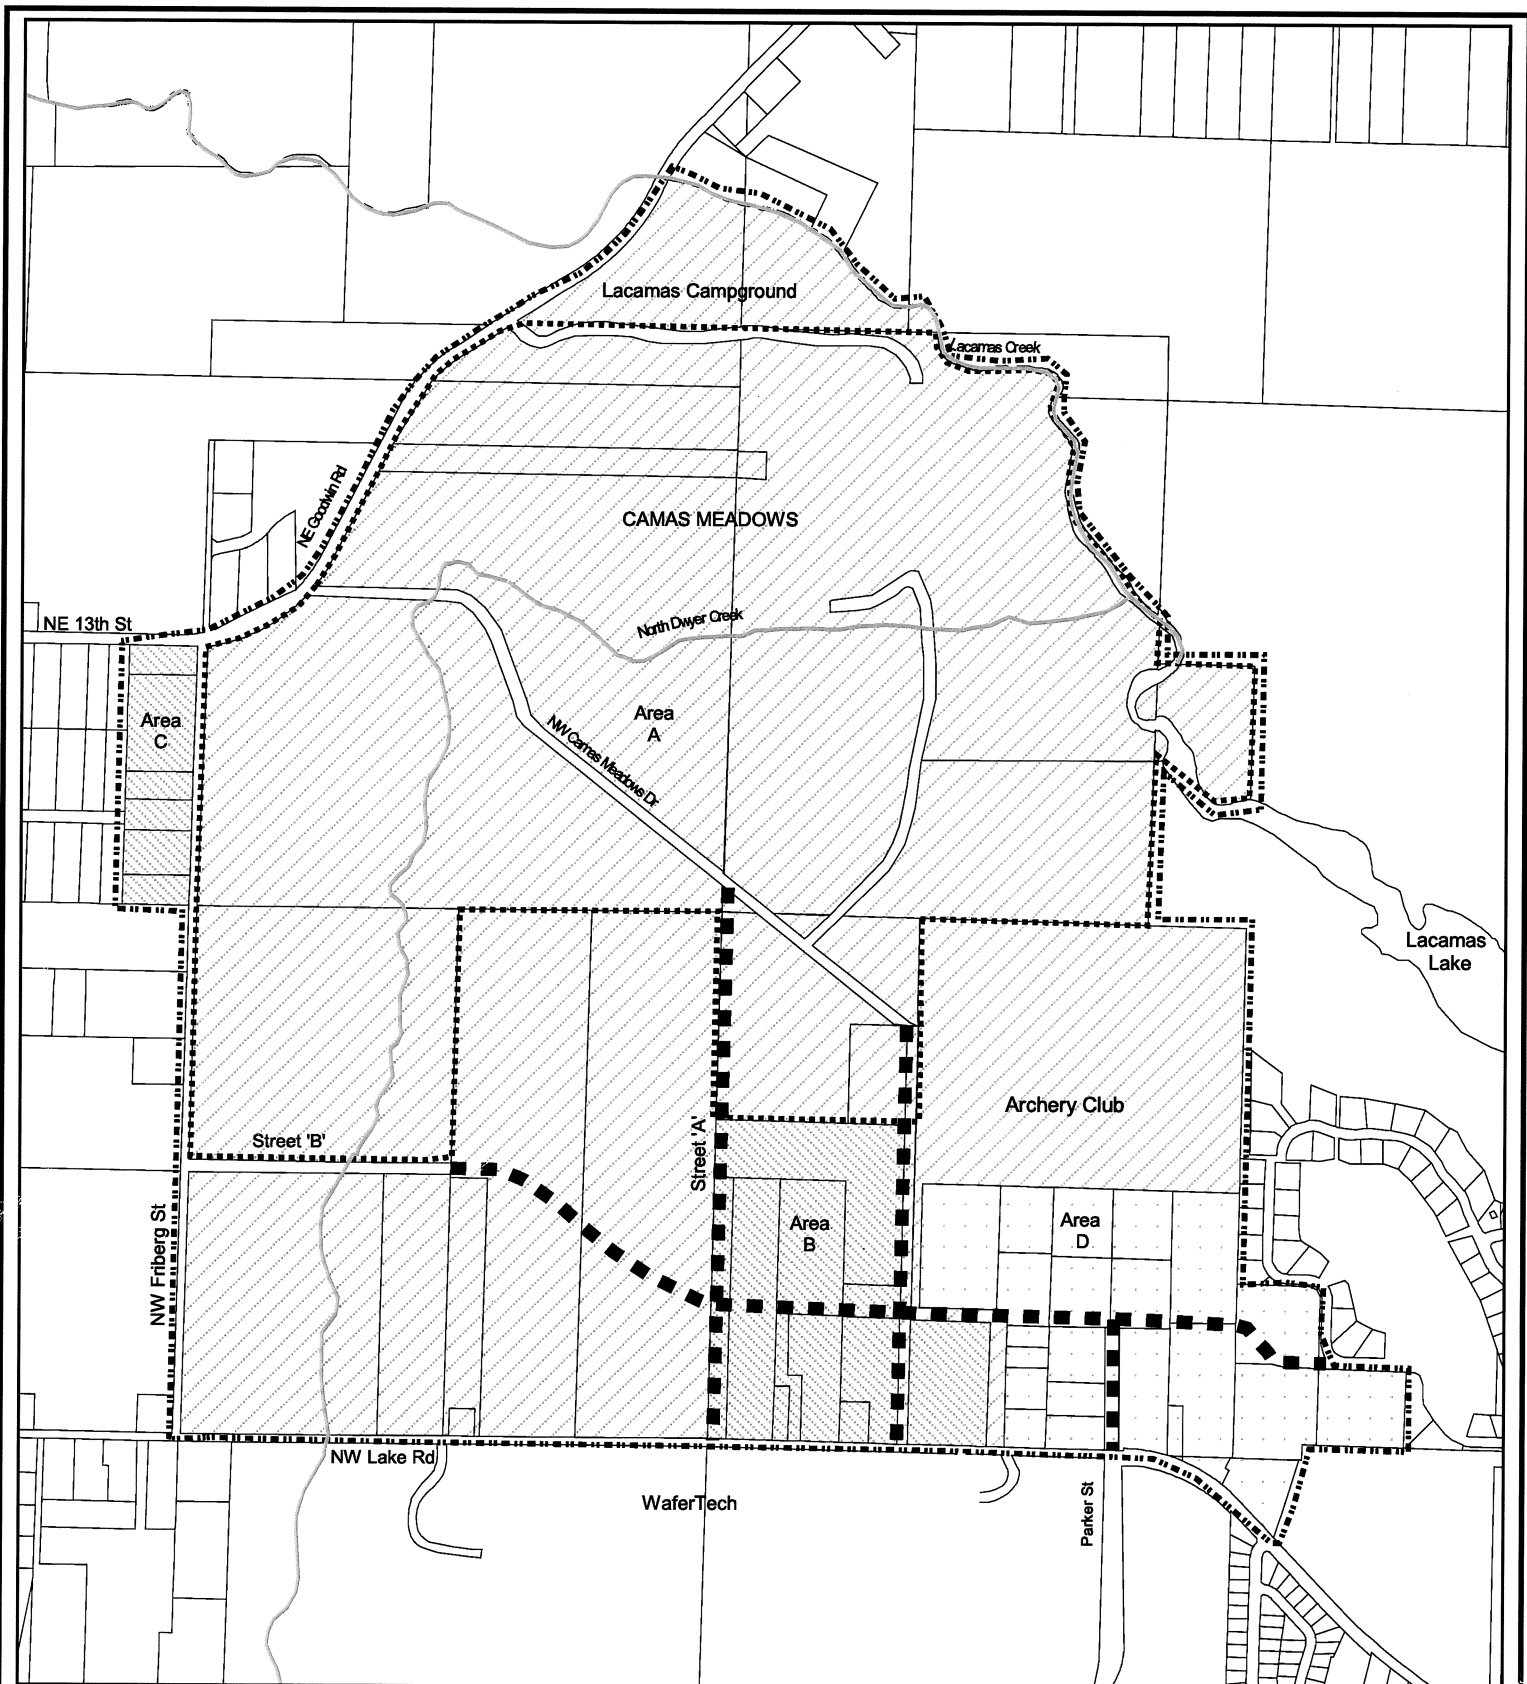 Lacamas Campground
Lacamas Creek
NE Goodwin Rd
CAMAS MEADOWS
NE 13th St
North Dwyer Creek
Area
C
Area
A
NW Camas Meadows Dr
Lacamas
Lake
Archery Club
Street 'B'
Street 'A'
Area
B
Area
D
NW Friberg St
NW Lake Rd
WaferTech
Parker St